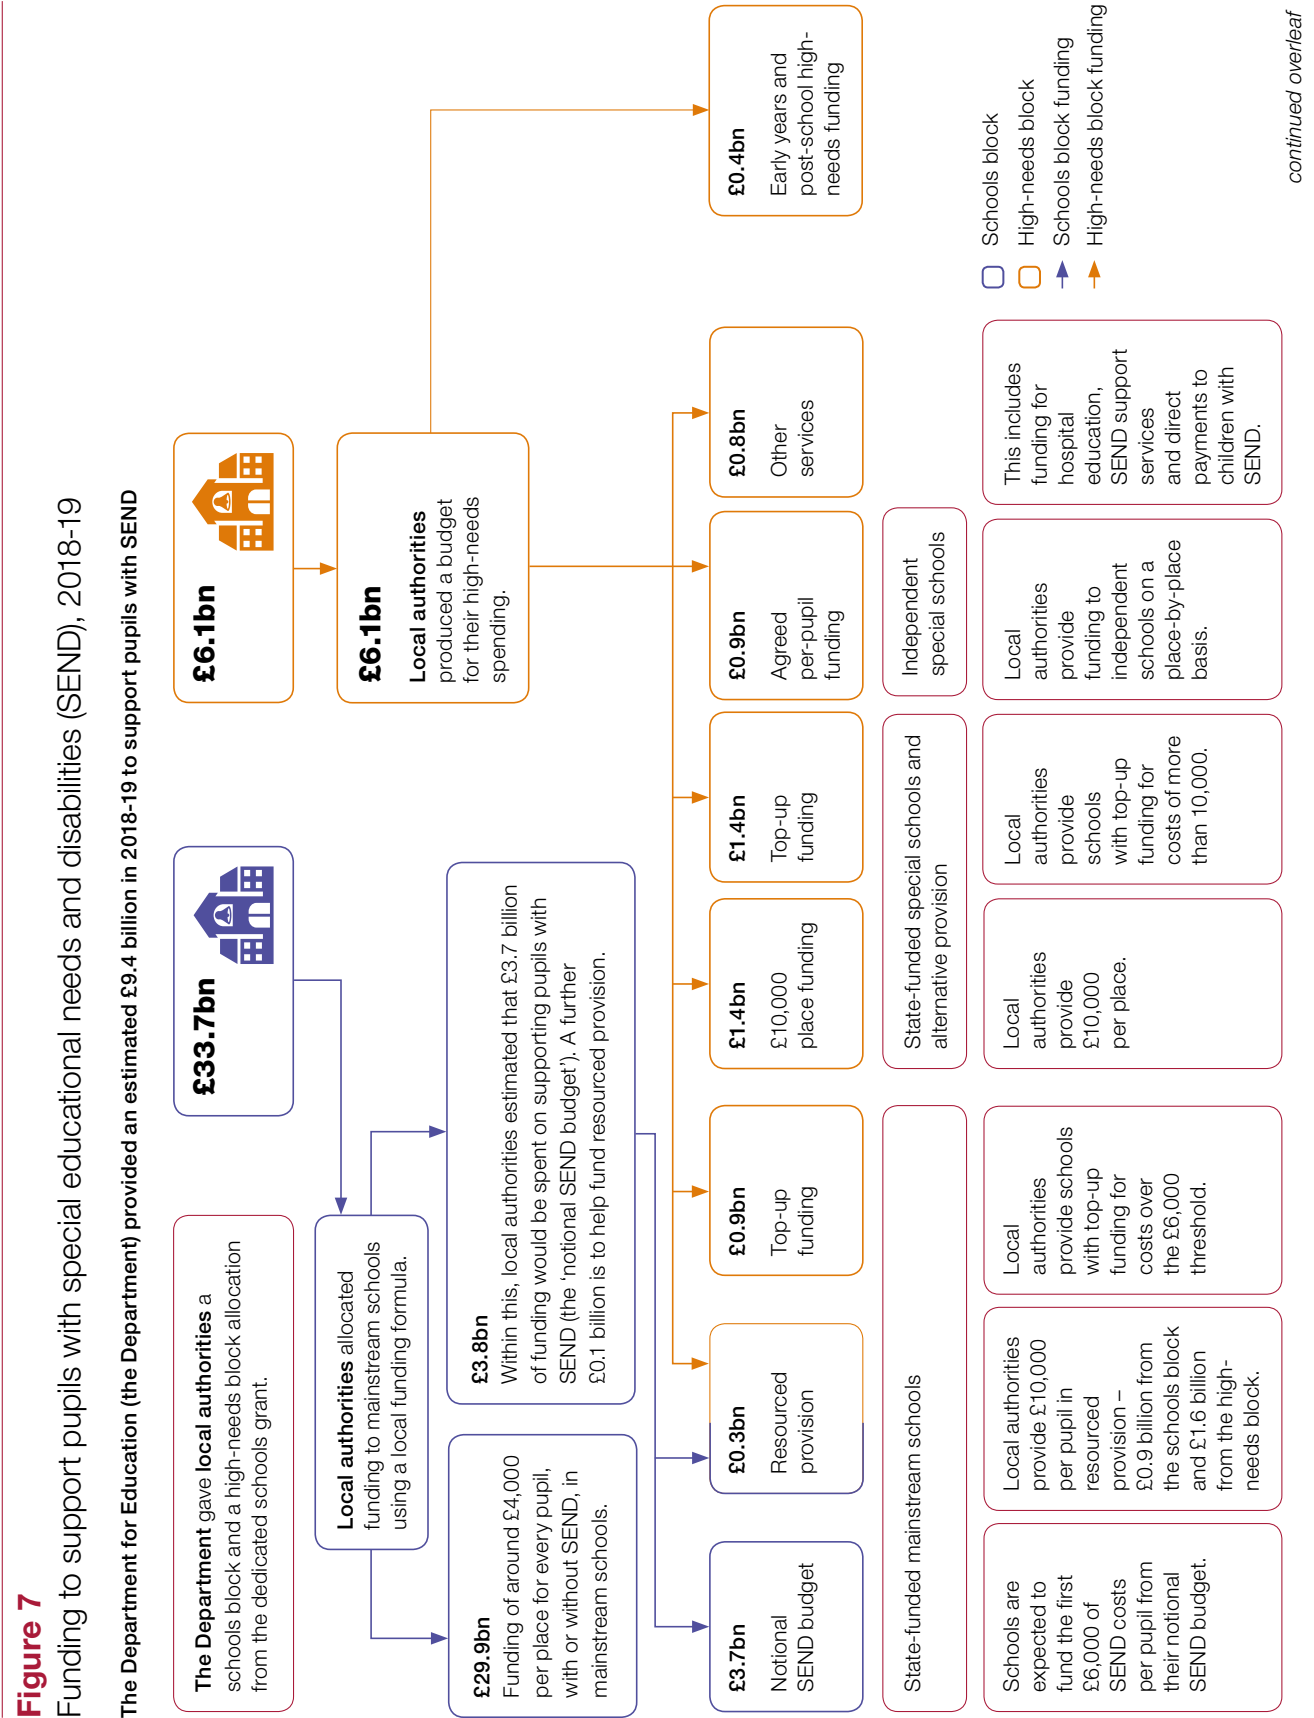 Figure 7
Funding to support pupils with special educational needs and disabilities (SEND), 2018-19
The Department for Education (the Department) provided an estimated £9.4 billion in 2018-19 to support pupils with SEND
The Department gave local authorities a
schools block and a high-needs block allocation
from the dedicated schools grant.
£33.7bn
£6.1bn
Local authorities allocated
funding to mainstream schools
using a local funding formula.
£6.1bn
Local authorities
produced a budget
for their high-needs
spending.
£29.9bn
Funding of around £4,000
per place for every pupil,
with or without SEND, in
mainstream schools.
£3.8bn
Within this, local authorities estimated that £3.7 billion
of funding would be spent on supporting pupils with
SEND (the ‘notional SEND budget’). A further
£0.1 billion is to help fund resourced provision.
£3.7bn
Notional
SEND budget
£0.3bn
Resourced
provision
£0.9bn
Top-up
funding
£1.4bn
£10,000
place funding
£1.4bn
Top-up
funding
£0.9bn
Agreed
per-pupil
funding
£0.8bn
Other
services
£0.4bn
Early years and
post-school high-
needs funding
State-funded mainstream schools
State-funded special schools and
alternative provision
Independent
special schools
Schools are
expected to
fund the first
£6,000 of
SEND costs
per pupil from
their notional
SEND budget.
Local authorities
provide £10,000
per pupil in
resourced
provision –
£0.9 billion from
the schools block
and £1.6 billion
from the high-
needs block.
Local
authorities
provide schools
with top-up
funding for
costs over
the £6,000
threshold.
Local
authorities
provide
£10,000
per place.
Local
authorities
provide
schools
with top-up
funding for
costs of more
than 10,000.
Local
authorities
provide
funding to
independent
schools on a
place-by-place
basis.
This includes
funding for
hospital
education,
SEND support
services
and direct
payments to
children with
SEND.
Schools block
High-needs block
Schools block funding
High-needs block funding
continued overleaf